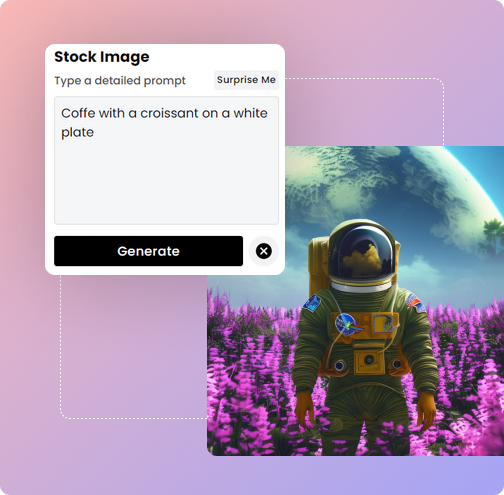 Stock Image
Type a detailed prompt
Surprise Me
Coffe with a croissant on a white
plate
Generate